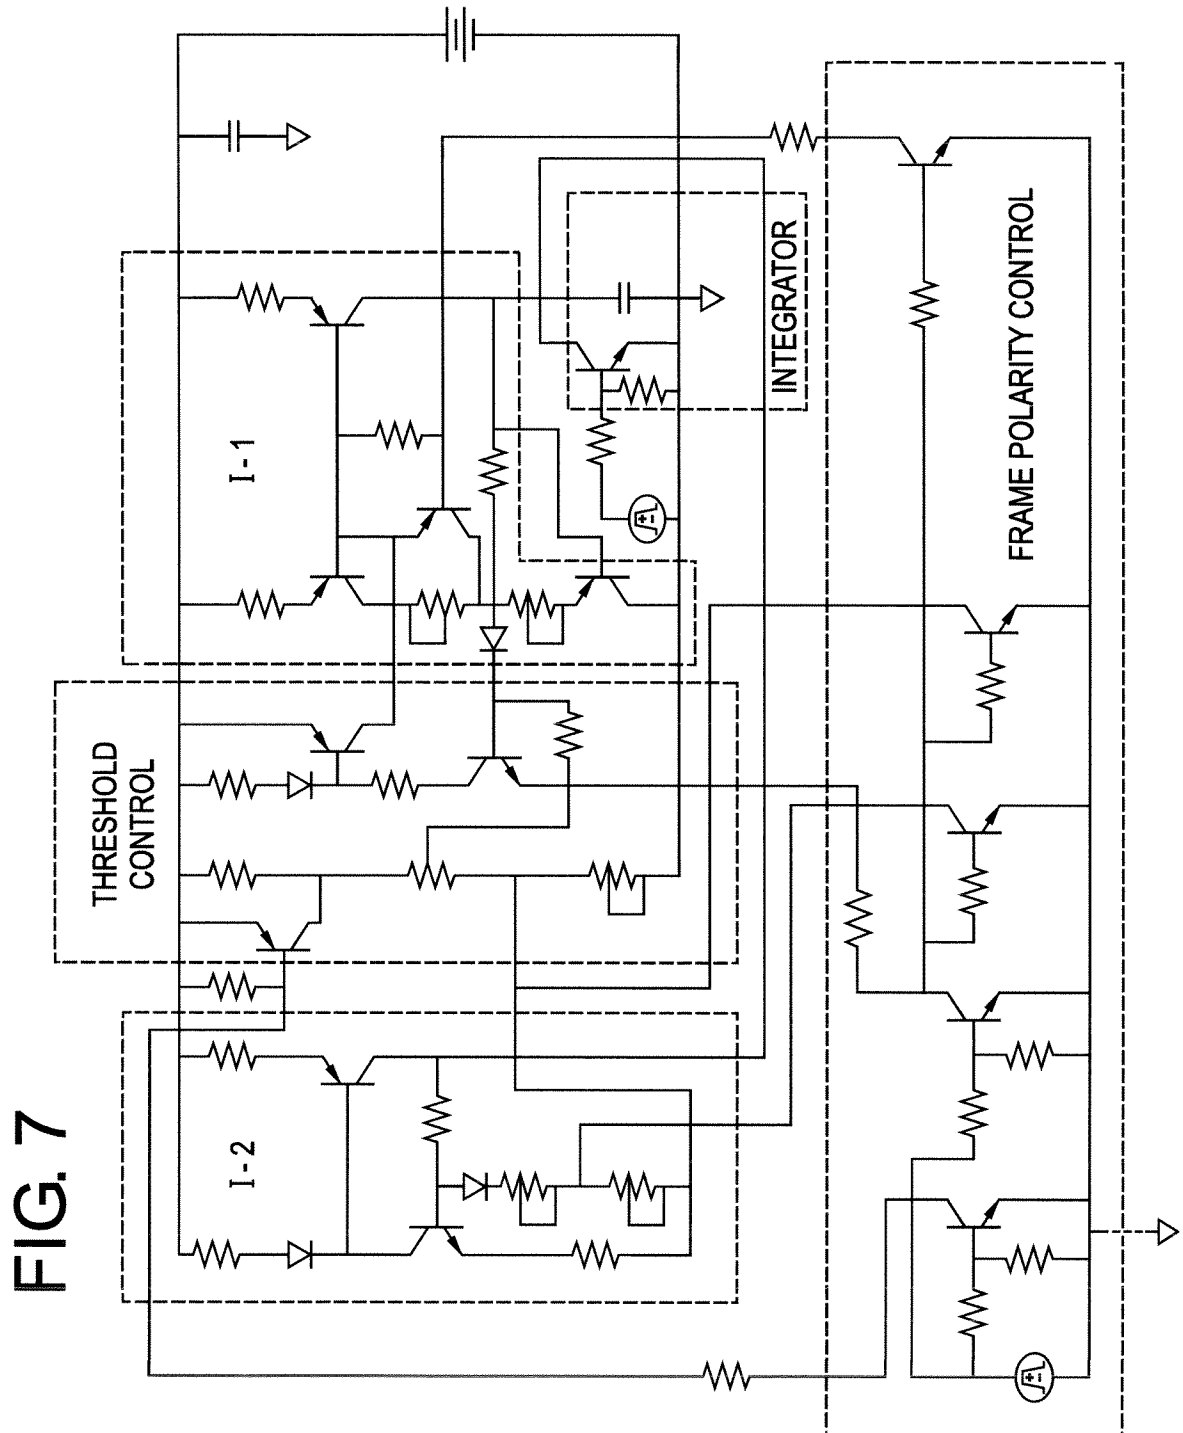 FIG. 7
I-2
THRESHOLD
CONTROL
I-1
INTEGRATOR
FRAME POLARITY CONTROL